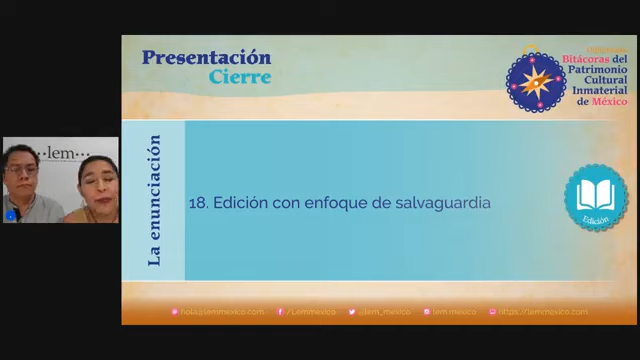 Presentación
Cierre
Bitácoras del
Patrimonio
Cultural
Inmaterial
de México
...lem...
La enunciación
18. Edición con enfoque de salvaguardia
Edición
hola@lemmexico.com
/Lemmexico
@lem_mexico
lem.mexico
https://lemmexico.com